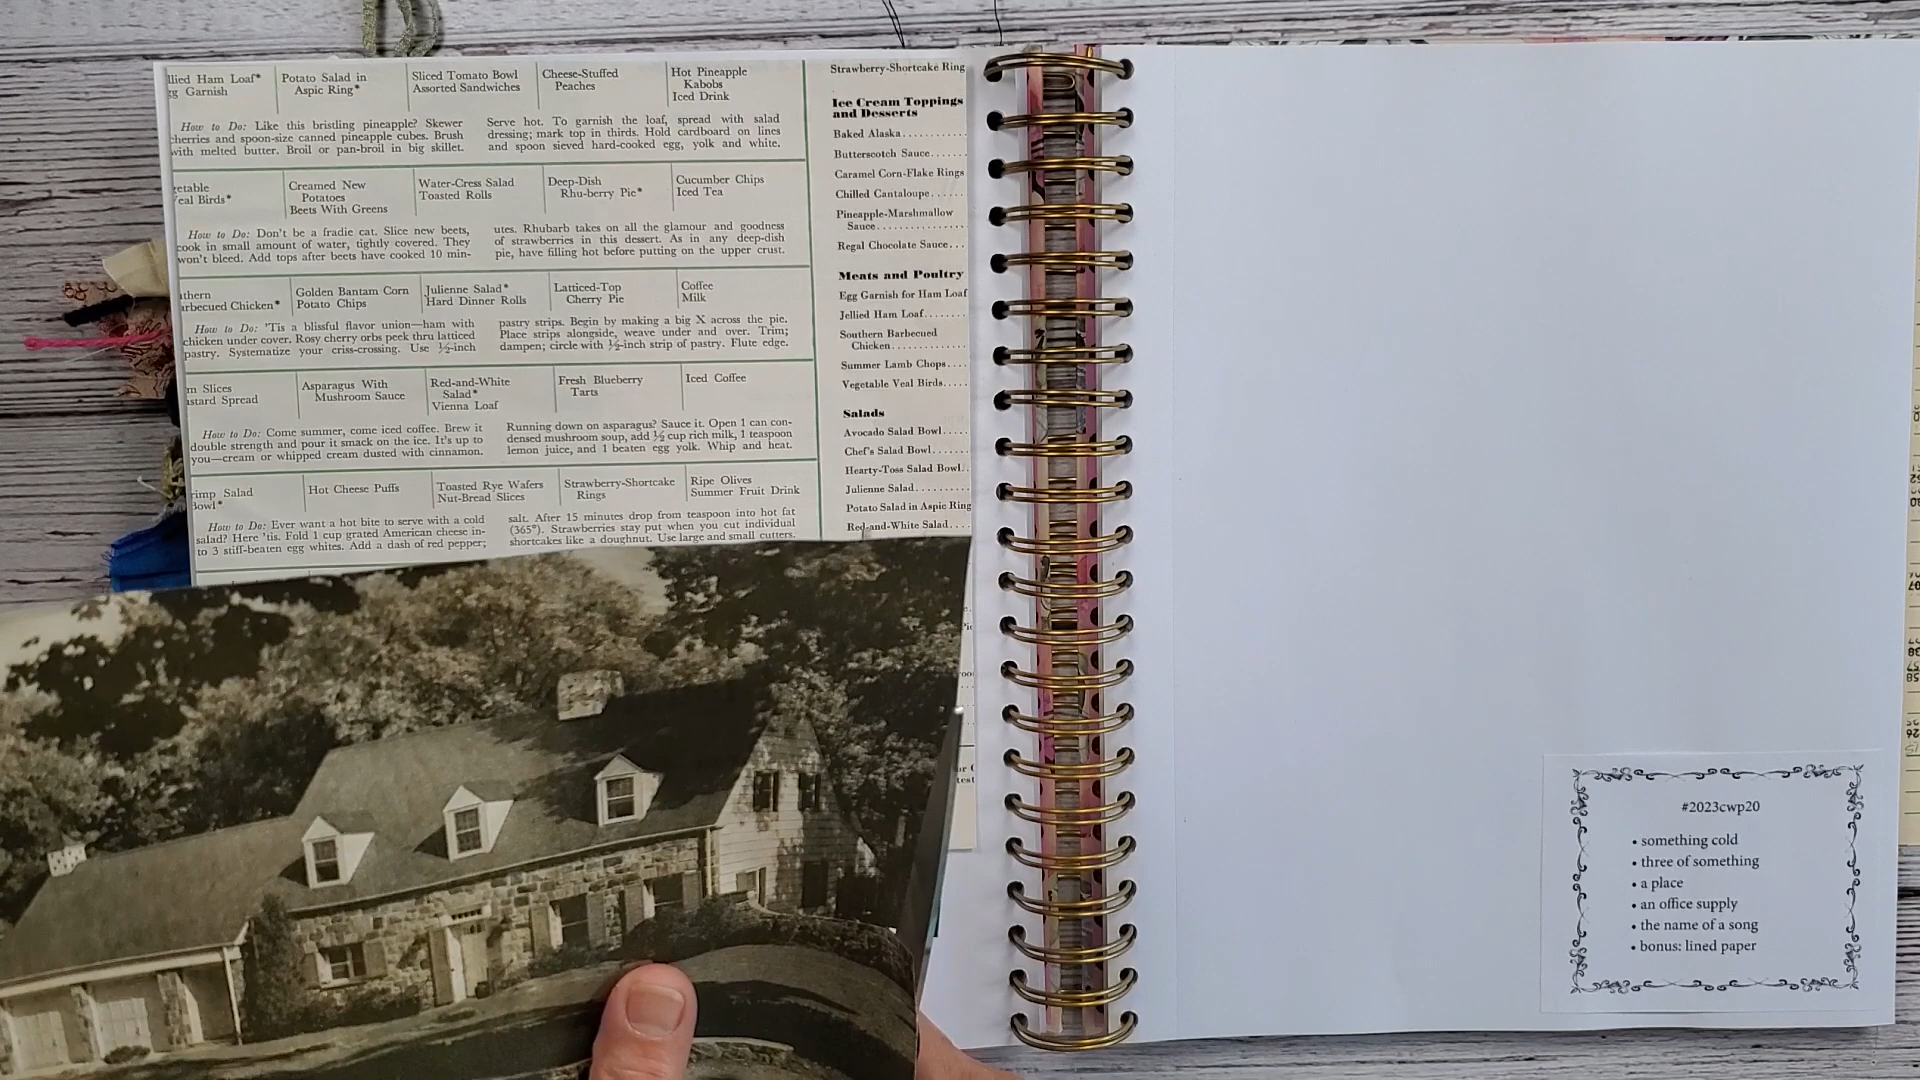 llied Ham Loaf*
gg Garnish
Potato Salad in
Aspic Ring*
Sliced Tomato Bowl
Assorted Sandwiches
Cheese-Stuffed
Peaches
Hot Pineapple
Kabobs
Iced Drink
How to Do: Like this bristling pineapple? Skewer
cherries and spoon-size canned pineapple cubes. Brush
with melted butter. Broil or pan-broil in big skillet.
Serve hot. To garnish the loaf, spread with salad
dressing; mark top in thirds. Hold cardboard on lines
and spoon sieved hard-cooked egg, yolk and white.
getable
Veal Birds*
Creamed New
Potatoes
Beets With Greens
Water-Cress Salad
Toasted Rolls
Deep-Dish
Rhu-berry Pie*
Cucumber Chips
Iced Tea
How to Do: Don't be a fradie cat. Slice new beets,
cook in small amount of water, tightly covered. They
won't bleed. Add tops after beets have cooked 10 min-
utes. Rhubarb takes on all the glamour and goodness
of strawberries in this dessert. As in any deep-dish
pie, have filling hot before putting on the upper crust.
thern
arbecued Chicken*
Golden Bantam Corn
Potato Chips
Julienne Salad*
Hard Dinner Rolls
Latticed-Top
Cherry Pie
Coffee
Milk
How to Do: 'Tis a blissful flavor union—ham with
chicken under cover. Rosy cherry orbs peek thru latticed
pastry. Systematize your criss-crossing. Use ½-inch
pastry strips. Begin by making a big X across the pie.
Place strips alongside, weave under and over. Trim;
dampen; circle with ½-inch strip of pastry. Flute edge.
m Slices
ustard Spread
Asparagus With
Mushroom Sauce
Red-and-White
Salad*
Vienna Loaf
Fresh Blueberry
Tarts
Iced Coffee
How to Do: Come summer, come iced coffee. Brew it
double strength and pour it smack on the ice. It's up to
you—cream or whipped cream dusted with cinnamon.
Running down on asparagus? Sauce it. Open 1 can con-
densed mushroom soup, add ½ cup rich milk, 1 teaspoon
lemon juice, and 1 beaten egg yolk. Whip and heat.
rimp Salad
Bowl*
Hot Cheese Puffs
Toasted Rye Wafers
Nut-Bread Slices
Strawberry-Shortcake
Rings
Ripe Olives
Summer Fruit Drink
How to Do: Ever want a hot bite to serve with a cold
salad? Here 'tis. Fold 1 cup grated American cheese in-
to 3 stiff-beaten egg whites. Add a dash of red pepper;
salt. After 15 minutes drop from teaspoon into hot fat
(365°). Strawberries stay put when you cut individual
shortcakes like a doughnut. Use large and small cutters.
Strawberry-Shortcake Ring
Ice Cream Toppings
and Desserts
Baked Alaska......
Butterscotch Sauce.....
Caramel Corn-Flake Rings
Chilled Cantaloupe.....
Pineapple-Marshmallow
Sauce.............
Regal Chocolate Sauce...
Meats and Poultry
Egg Garnish for Ham Loaf
Jellied Ham Loaf.......
Southern Barbecued
Chicken............
Summer Lamb Chops....
Vegetable Veal Birds.....
Salads
Avocado Salad Bowl....
Chef's Salad Bowl......
Hearty-Toss Salad Bowl..
Julienne Salad........
Potato Salad in Aspic Ring
Red-and-White Salad....
#2023cwp20
• something cold
• three of something
• a place
• an office supply
• the name of a song
• bonus: lined paper